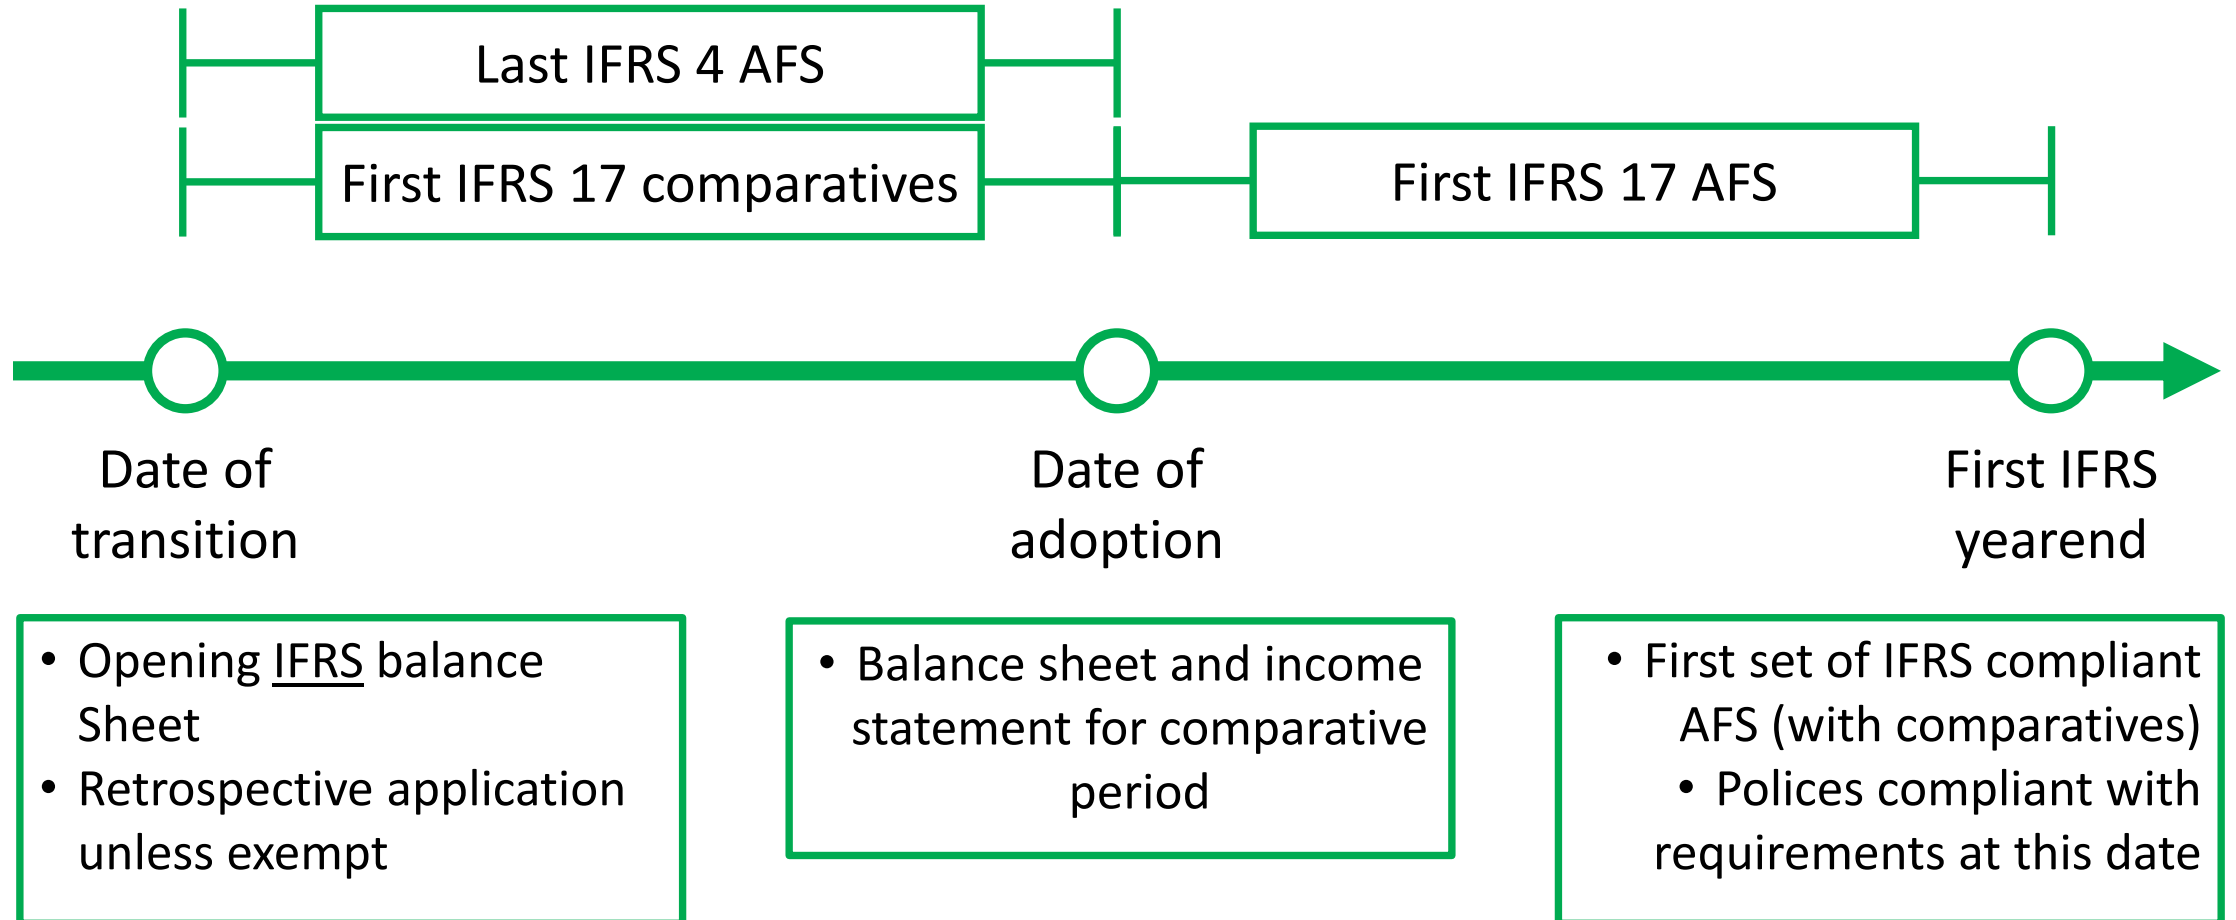 Last IFRS 4 AFS
First IFRS 17 comparatives
First IFRS 17 AFS
Date of
transition
Date of
adoption
First IFRS
yearend
• Opening IFRS balance
Sheet
• Retrospective application
unless exempt
• Balance sheet and income
statement for comparative
period
• First set of IFRS compliant
AFS (with comparatives)
• Polices compliant with
requirements at this date